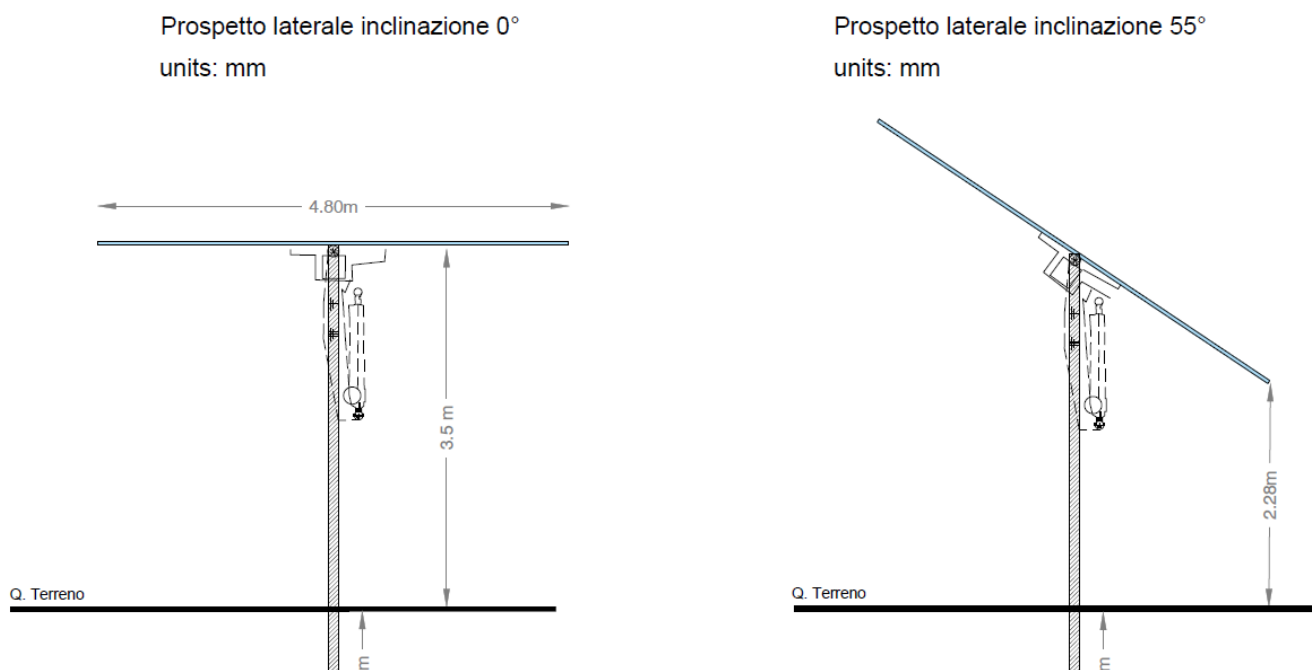 Prospetto laterale inclinazione 0°
units: mm
4.80m
3.5 m
Q. Terreno
m
Prospetto laterale inclinazione 55°
units: mm
2.28m
Q. Terreno
m